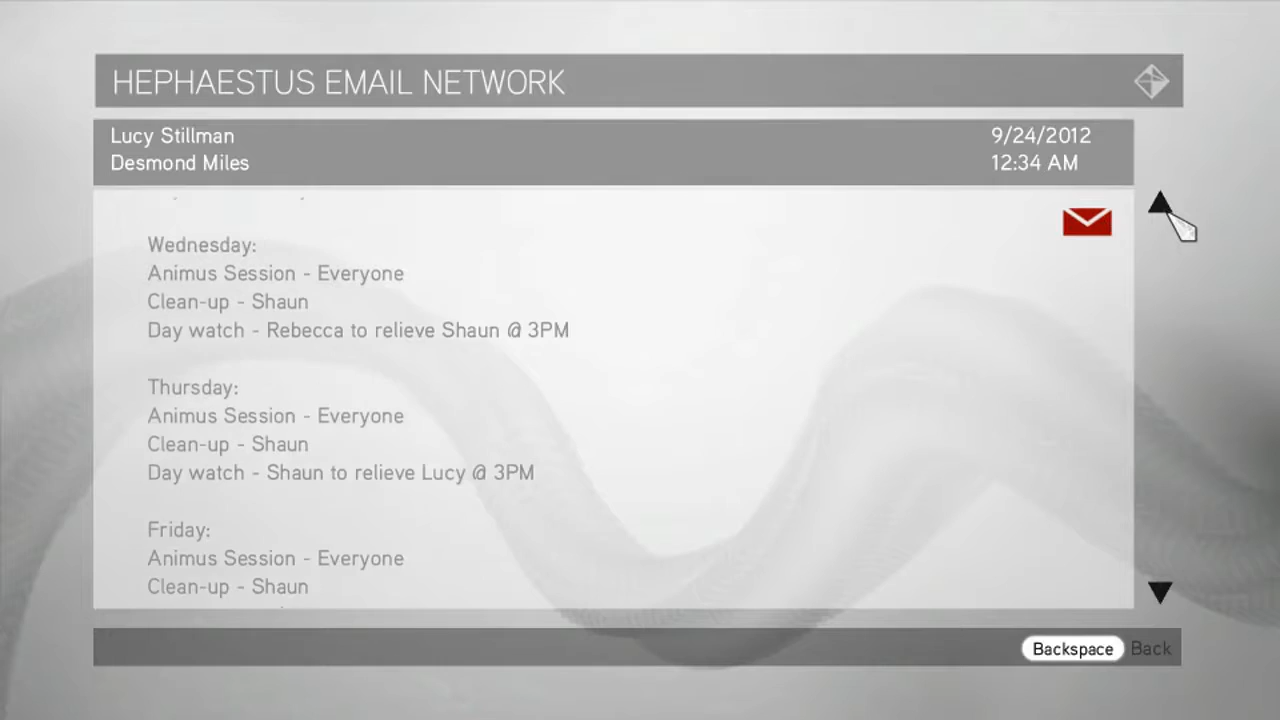 HEPHAESTUS EMAIL NETWORK
Lucy Stillman
9/24/2012
Desmond Miles
12:34 AM
Wednesday:
Animus Session - Everyone
Clean-up - Shaun
Day watch - Rebecca to relieve Shaun @ 3PM
Thursday:
Animus Session - Everyone
Clean-up - Shaun
Day watch - Shaun to relieve Lucy @ 3PM
Friday:
Animus Session - Everyone
Clean-up - Shaun
Backspace Back